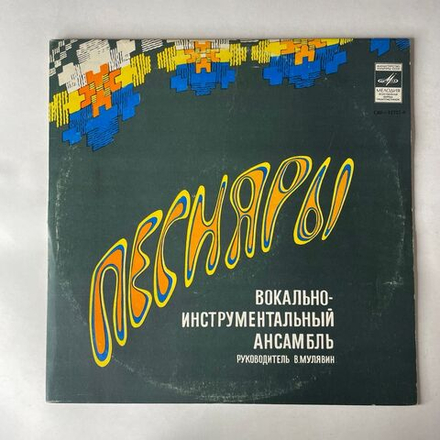 МЕЛОДИЯ
ПЕСНЯРЫ
ВОКАЛЬНО-
ИНСТРУМЕНТАЛЬНЫЙ
АНСАМБЛЬ
РУКОВОДИТЕЛЬ В.МУЛЯВИН